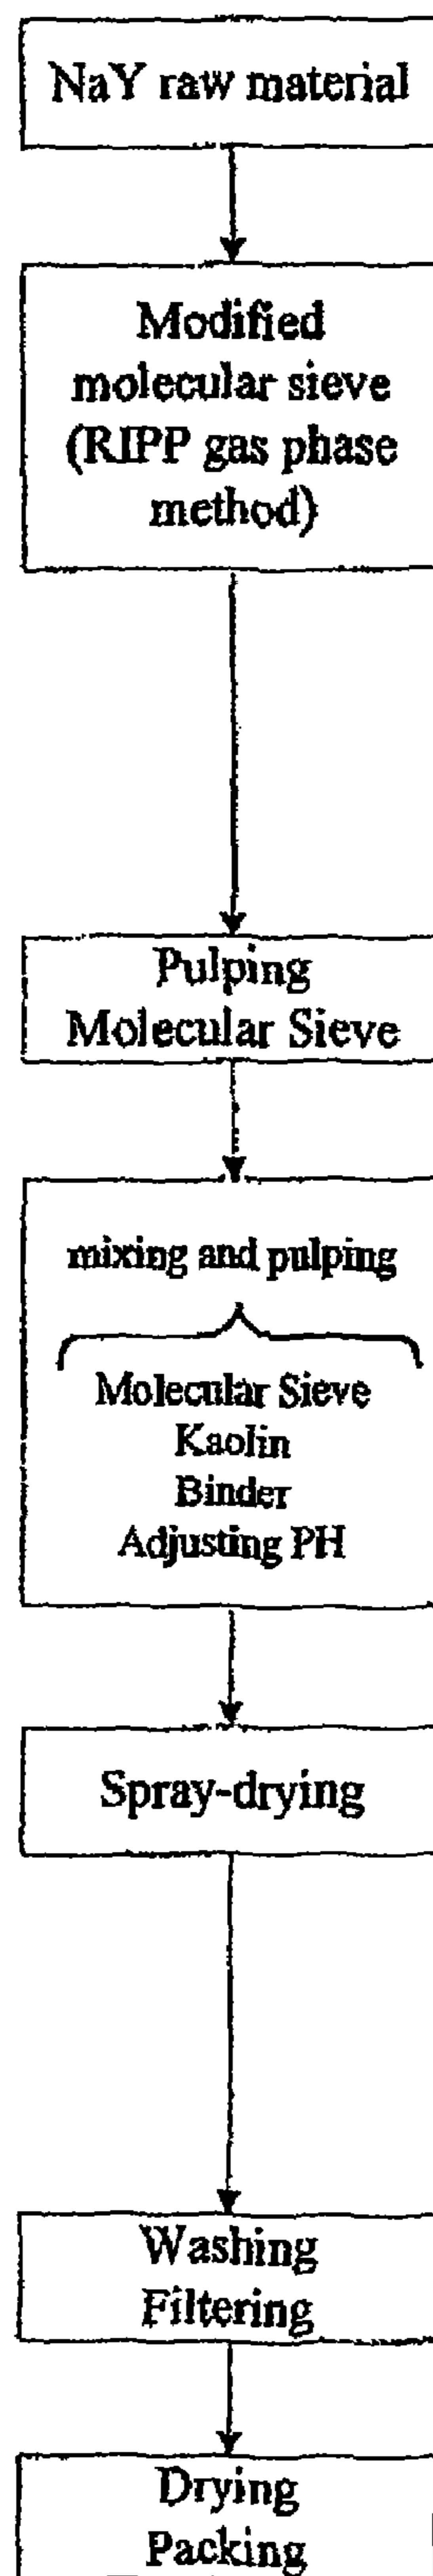 NaY raw material
Modified
molecular sieve
(RIPP gas phase
method)
Pulping
Molecular Sieve
mixing and pulping
Molecular Sieve
Kaolin
Binder
Adjusting PH
Spray-drying
Washing
Filtering
Drying
Packing